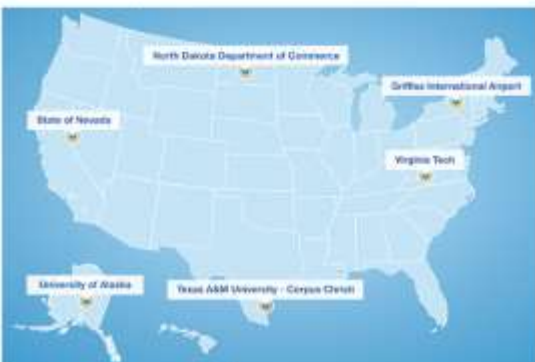 North Dakota Department of Commerce
Griffiss International Airport
State of Nevada
Virginia Tech
University of Alaska
Texas A&M University - Corpus Christi